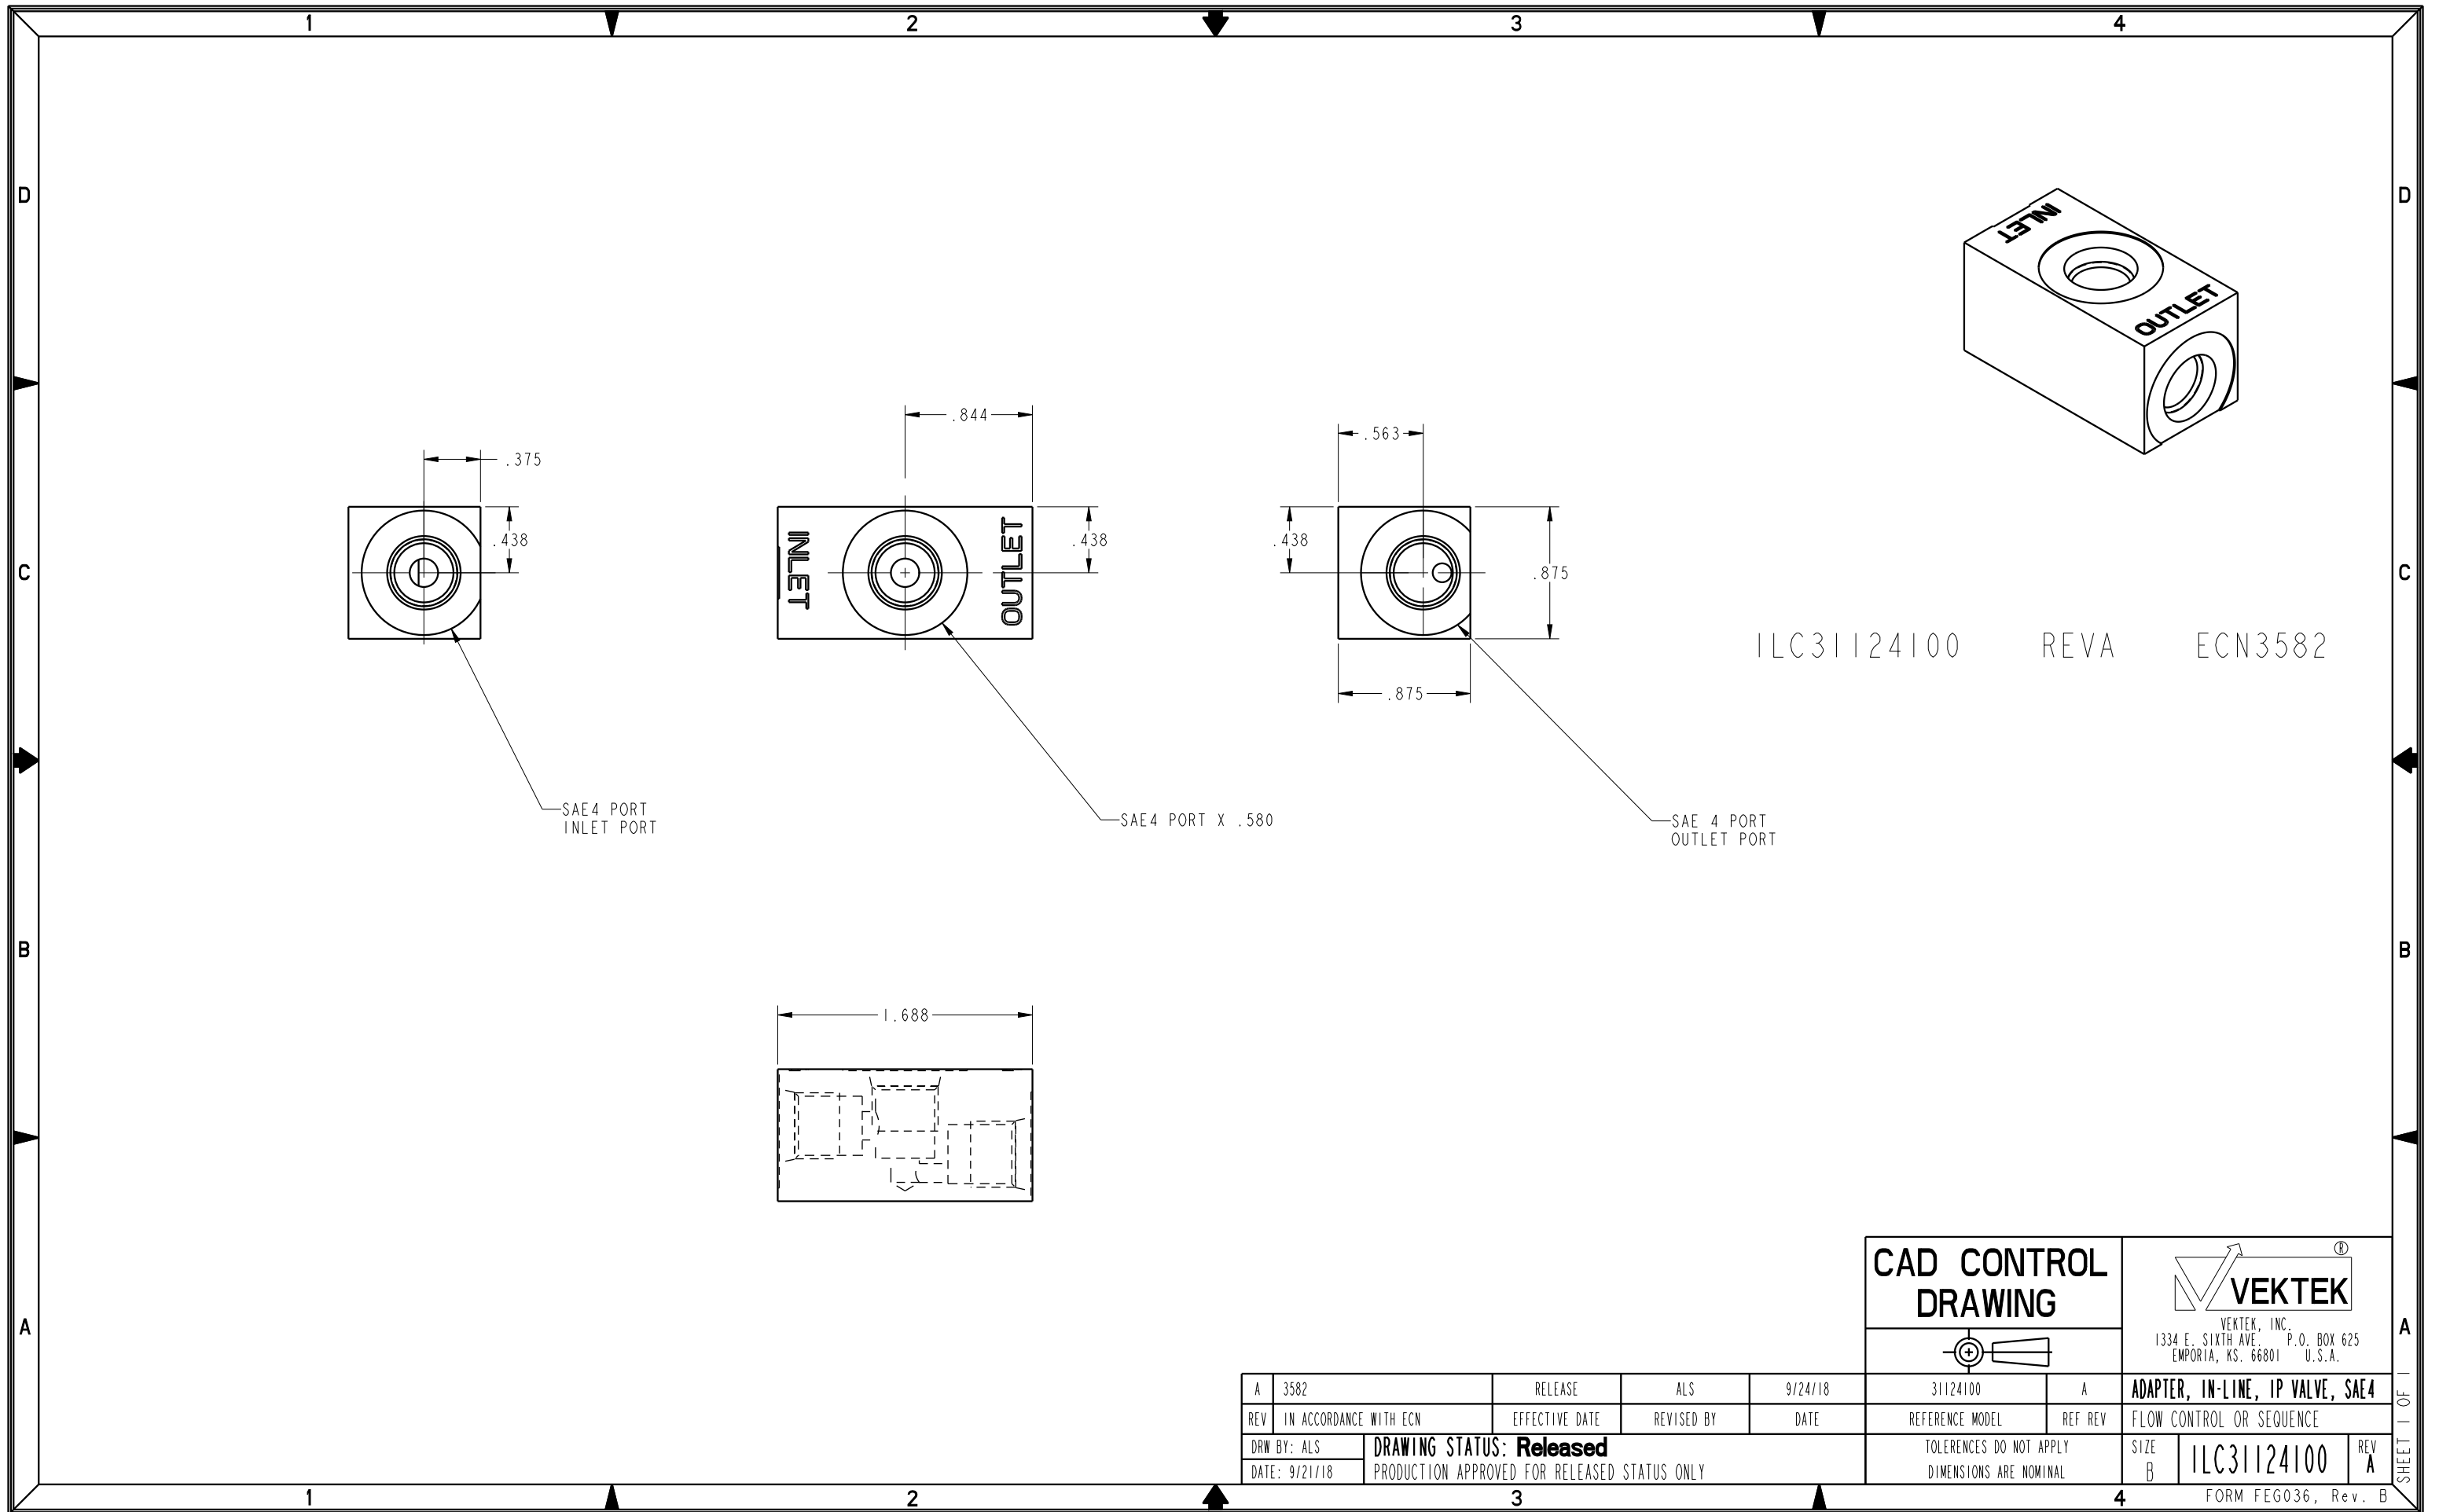 1 2 3 4
D D
INLET
OUTLET
.844
.563
.375
.438
INLET
OUTLET
.438
.438
.875
C C
ILC31124100 REVA ECN3582
.875
SAE4 PORT
INLET PORT
SAE4 PORT X .580
SAE 4 PORT
OUTLET PORT
B B
1.688
CAD CONTROL
DRAWING
®
VEKTEK
VEKTEK, INC.
1334 E. SIXTH AVE. P.O. BOX 625
EMPORIA, KS. 66801 U.S.A.
A A
A 3582 RELEASE ALS 9/24/18 31124100 A ADAPTER, IN-LINE, IP VALVE, SAE4
REV IN ACCORDANCE WITH ECN EFFECTIVE DATE REVISED BY DATE REFERENCE MODEL REF REV FLOW CONTROL OR SEQUENCE
DRW BY: ALS DRAWING STATUS: Released TOLERENCES DO NOT APPLY SIZE ILC31124100 REV
DATE: 9/21/18 PRODUCTION APPROVED FOR RELEASED STATUS ONLY DIMENSIONS ARE NOMINAL B A
SHEET 1 OF 1
1 2 3 4
FORM FEG036, Rev. B